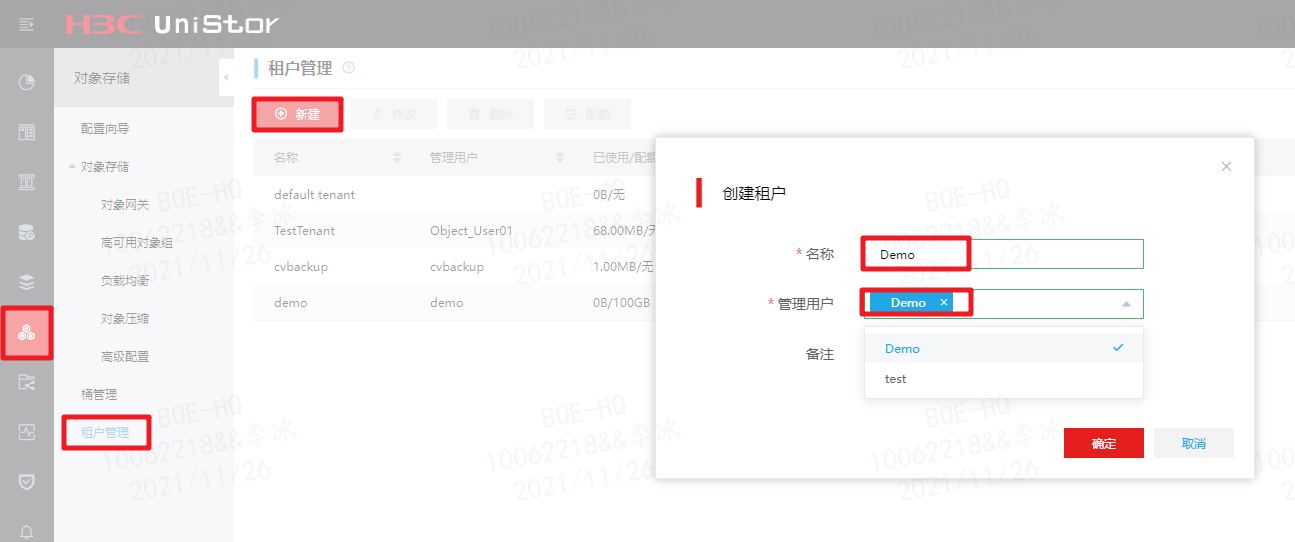 H3C UniStor
对象存储
配置向导
对象存储
对象网关
高可用对象组
负载均衡
对象压缩
高级配置
桶管理
租户管理
租户管理
新建 修改 删除 配额
名称 管理用户 已使用/配额
default tenant 0B/无
TestTenant Object_User01 68.00MB/无
cvbackup cvbackup 1.00MB/无
demo demo 0B/100GB
创建租户
* 名称 Demo
* 管理用户 Demo ×
备注
Demo
test
确定 取消
BOE-HQ
10062218&&李冰
2021/11/26